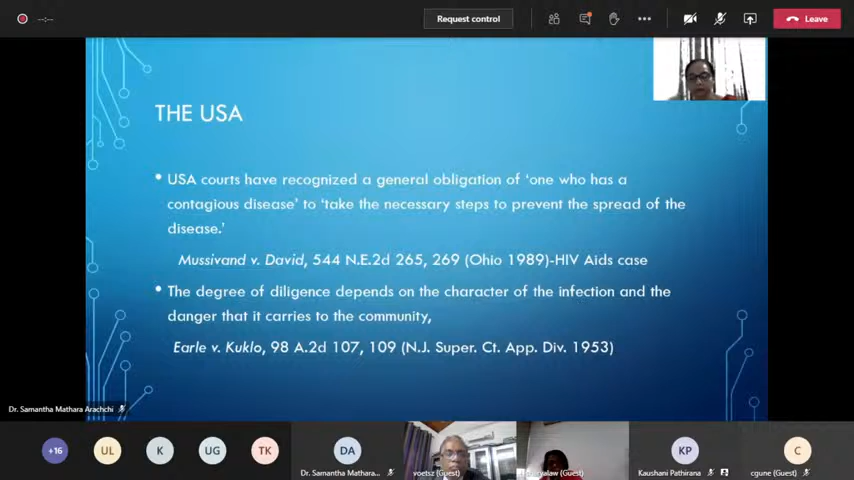 --:--
Request control
Leave
THE USA
• USA courts have recognized a general obligation of 'one who has a
contagious disease' to 'take the necessary steps to prevent the spread of the
disease.'
Mussivand v. David, 544 N.E.2d 265, 269 (Ohio 1989)-HIV Aids case
• The degree of diligence depends on the character of the infection and the
danger that it carries to the community,
Earle v. Kuklo, 98 A.2d 107, 109 (N.J. Super. Ct. App. Div. 1953)
Dr. Samantha Mathara Arachchi
+16
UL
K
UG
TK
DA
KP
C
Dr. Samantha Mathara...
voetsz (Guest)
(Guest)
Kaushani Pathirana
cgune (Guest)